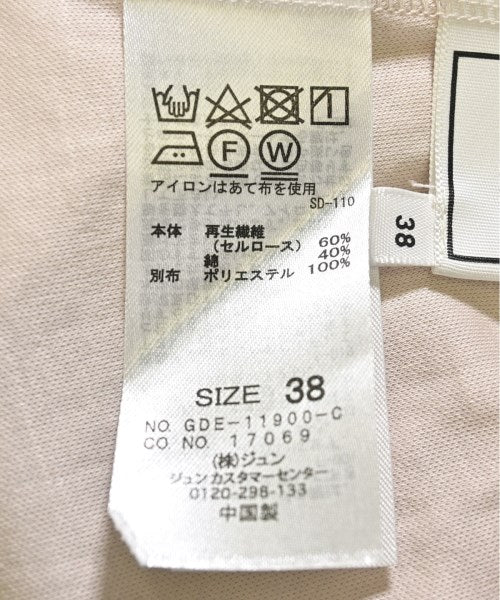 F W
アイロンはあて布を使用
SD-110
本体 再生繊維
(セルロース) 60%
綿 40%
別布 ポリエステル 100%
SIZE 38
NO. GDE-11900-C
CO. NO. 17069
(株)ジュン
ジュンカスタマーセンター
0120-298-133
中国製
38